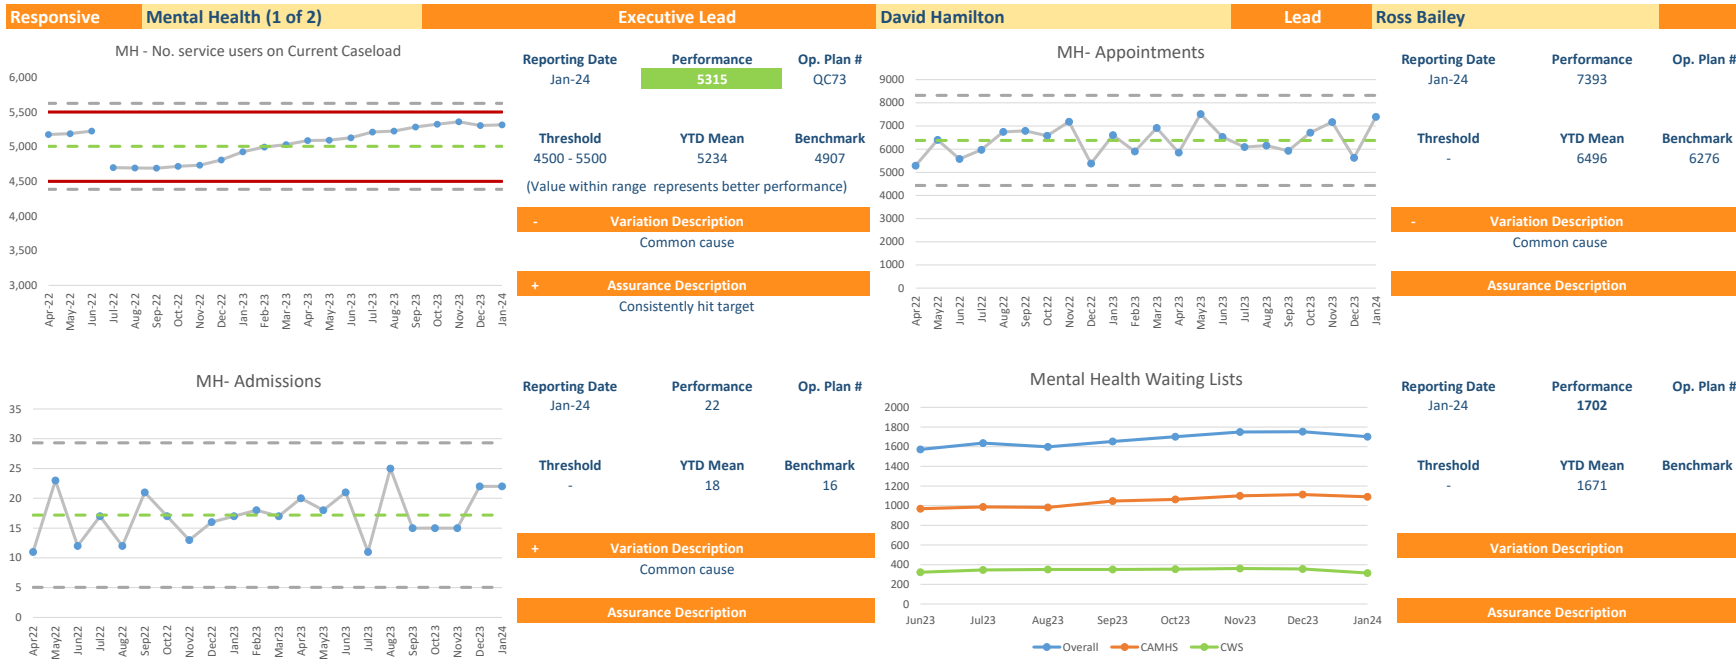 Responsive Mental Health (1 of 2) Executive Lead David Hamilton Lead Ross Bailey
MH - No. service users on Current Caseload
6,000
5,500
5,000
4,500
4,000
3,500
3,000
Apr-22 May-22 Jun-22 Jul-22 Aug-22 Sep-22 Oct-22 Nov-22 Dec-22 Jan-23 Feb-23 Mar-23 Apr-23 May-23 Jun-23 Jul-23 Aug-23 Sep-23 Oct-23 Nov-23 Dec-23 Jan-24
Reporting Date Performance Op. Plan #
Jan-24 5315 QC73
Threshold YTD Mean Benchmark
4500 - 5500 5234 4907
(Value within range represents better performance)
- Variation Description
Common cause
+ Assurance Description
Consistently hit target
MH- Appointments
9000
8000
7000
6000
5000
4000
3000
2000
1000
0
Apr22 May22 Jun22 Jul22 Aug22 Sep22 Oct22 Nov22 Dec22 Jan23 Feb23 Mar23 Apr23 May23 Jun23 Jul23 Aug23 Sep23 Oct23 Nov23 Dec23 Jan24
Reporting Date Performance Op. Plan #
Jan-24 7393
Threshold YTD Mean Benchmark
- 6496 6276
- Variation Description
Common cause
Assurance Description
MH- Admissions
35
30
25
20
15
10
5
0
Apr22 May22 Jun22 Jul22 Aug22 Sep22 Oct22 Nov22 Dec22 Jan23 Feb23 Mar23 Apr23 May23 Jun23 Jul23 Aug23 Sep23 Oct23 Nov23 Dec23 Jan24
Reporting Date Performance Op. Plan #
Jan-24 22
Threshold YTD Mean Benchmark
- 18 16
+ Variation Description
Common cause
Assurance Description
Mental Health Waiting Lists
2000
1800
1600
1400
1200
1000
800
600
400
200
0
Jun23 Jul23 Aug23 Sep23 Oct23 Nov23 Dec23 Jan24
Overall CAMHS CWS
Reporting Date Performance Op. Plan #
Jan-24 1702
Threshold YTD Mean Benchmark
- 1671
Variation Description
Assurance Description